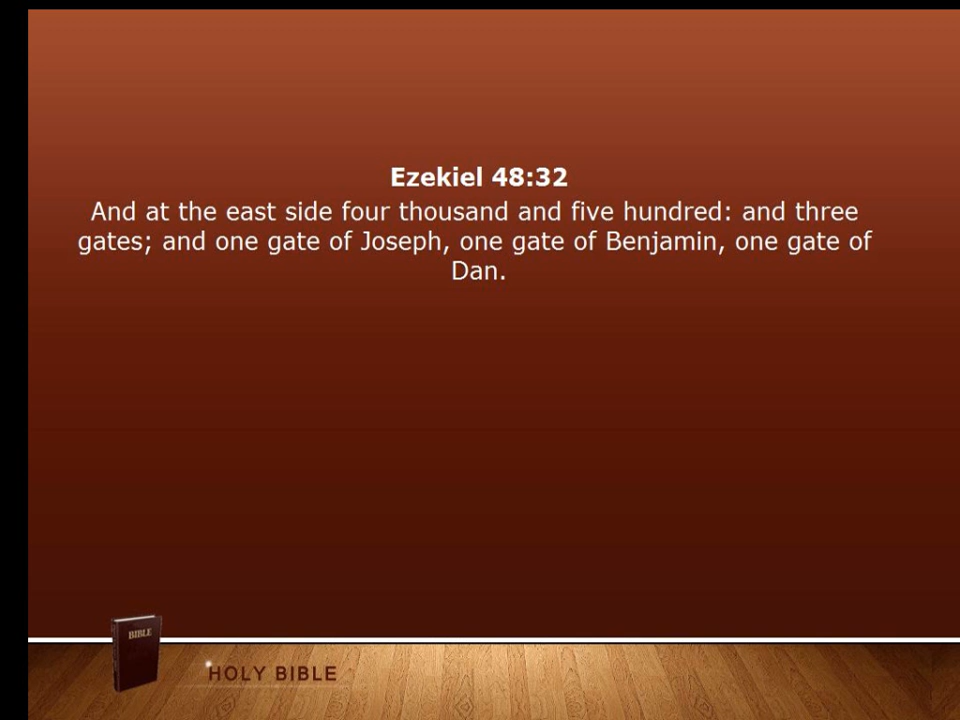 Ezekiel 48:32
And at the east side four thousand and five hundred: and three
gates; and one gate of Joseph, one gate of Benjamin, one gate of
Dan.
BIBLE
HOLY BIBLE